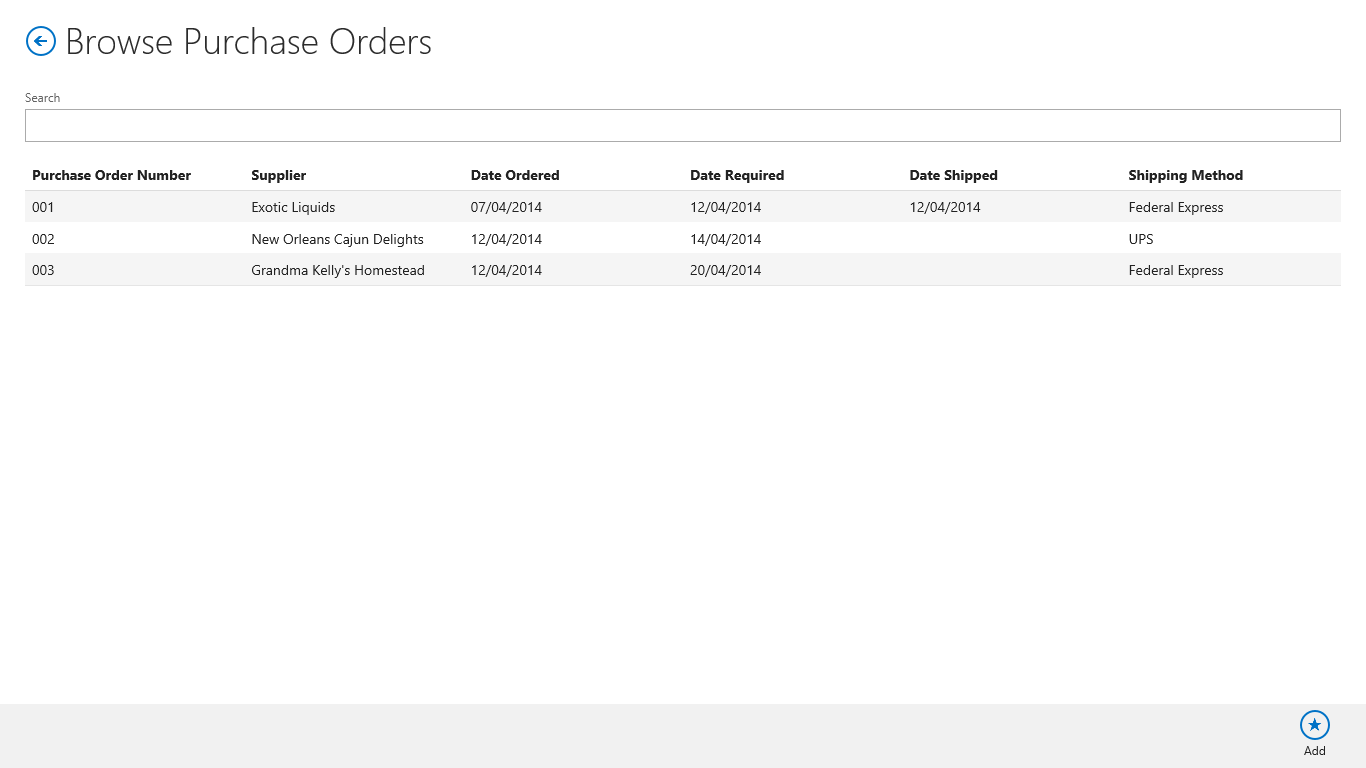 Browse Purchase Orders
Search
Purchase Order Number Supplier Date Ordered Date Required Date Shipped Shipping Method
001 Exotic Liquids 07/04/2014 12/04/2014 12/04/2014 Federal Express
002 New Orleans Cajun Delights 12/04/2014 14/04/2014 UPS
003 Grandma Kelly's Homestead 12/04/2014 20/04/2014 Federal Express
Add